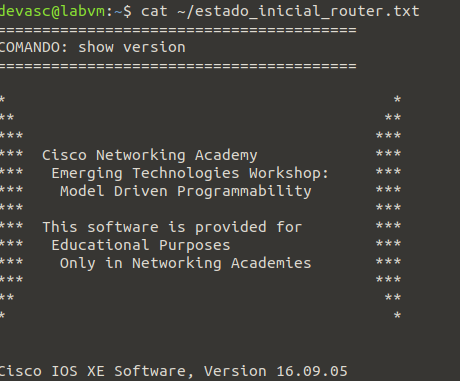 devasc@labvm:~$ cat ~/estado_inicial_router.txt
========================================
COMANDO: show version
========================================
*                                           *
**                                         **
***                                       ***
***  Cisco Networking Academy             ***
***   Emerging Technologies Workshop:     ***
***    Model Driven Programmability       ***
***                                       ***
***  This software is provided for        ***
***   Educational Purposes                ***
***    Only in Networking Academies       ***
***                                       ***
**                                         **
*                                           *
Cisco IOS XE Software, Version 16.09.05